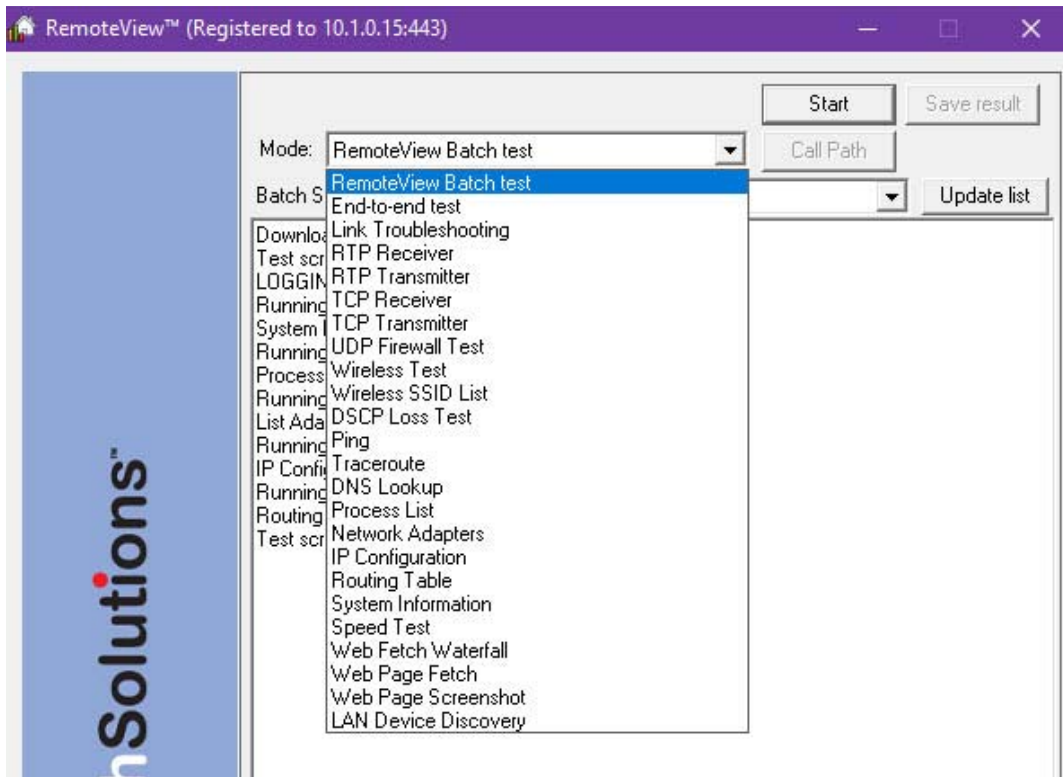 RemoteView™ (Registered to 10.1.0.15:443)
Start
Save result
Mode:
RemoteView Batch test
Call Path
Batch S
Update list
RemoteView Batch test
End-to-end test
Link Troubleshooting
RTP Receiver
RTP Transmitter
TCP Receiver
TCP Transmitter
UDP Firewall Test
Wireless Test
Wireless SSID List
DSCP Loss Test
Ping
Traceroute
DNS Lookup
Process List
Network Adapters
IP Configuration
Routing Table
System Information
Speed Test
Web Fetch Waterfall
Web Page Fetch
Web Page Screenshot
LAN Device Discovery
Downloa
Test scr
LOGGIN
Running
System
Running
Process
Running
List Ada
Running
IP Confi
Running
Routing
Test scr
hSolutions™